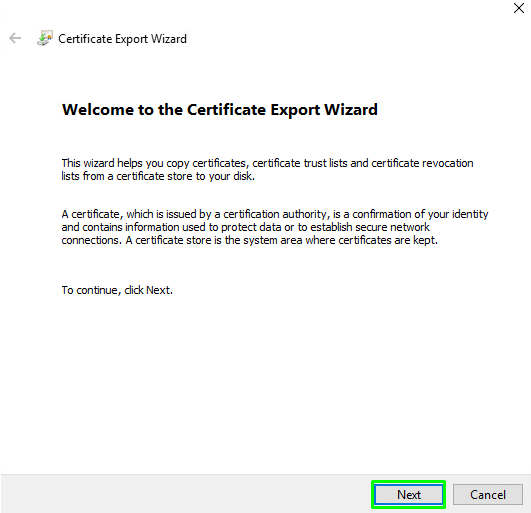 Certificate Export Wizard
Welcome to the Certificate Export Wizard
This wizard helps you copy certificates, certificate trust lists and certificate revocation
lists from a certificate store to your disk.
A certificate, which is issued by a certification authority, is a confirmation of your identity
and contains information used to protect data or to establish secure network
connections. A certificate store is the system area where certificates are kept.
To continue, click Next.
Next
Cancel